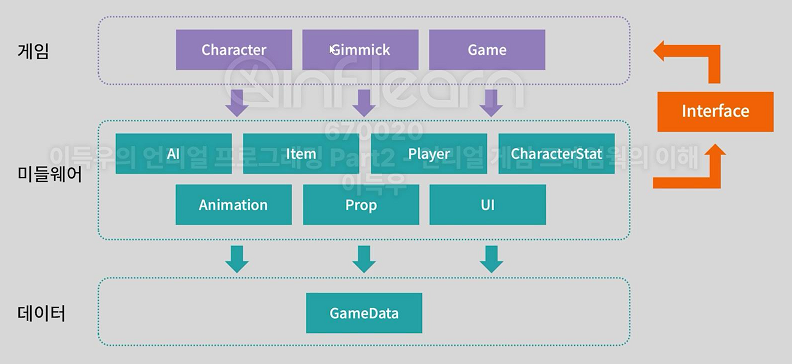 게임
Character
Gimmick
Game
inflearn
Interface
670020
이득우의 언리얼 프로그래밍 Part2 - 언리얼 게임 프레임웍의 이해
이득우
미들웨어
AI
Item
Player
CharacterStat
Animation
Prop
UI
데이터
GameData